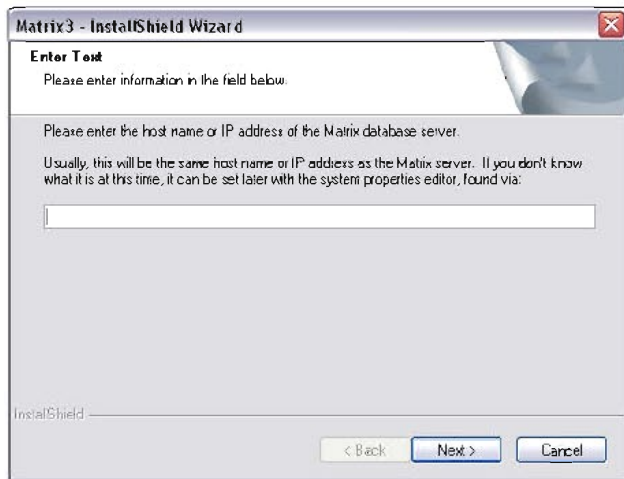 Matrix3 - InstallShield Wizard
Enter Text
Please enter information in the field below.
Please enter the host name or IP address of the Matrix database server.
Usually, this will be the same host name or IP address as the Matrix server. If you don't know
what it is at this time, it can be set later with the system properties editor, found via:
InstallShield
< Back
Next >
Cancel